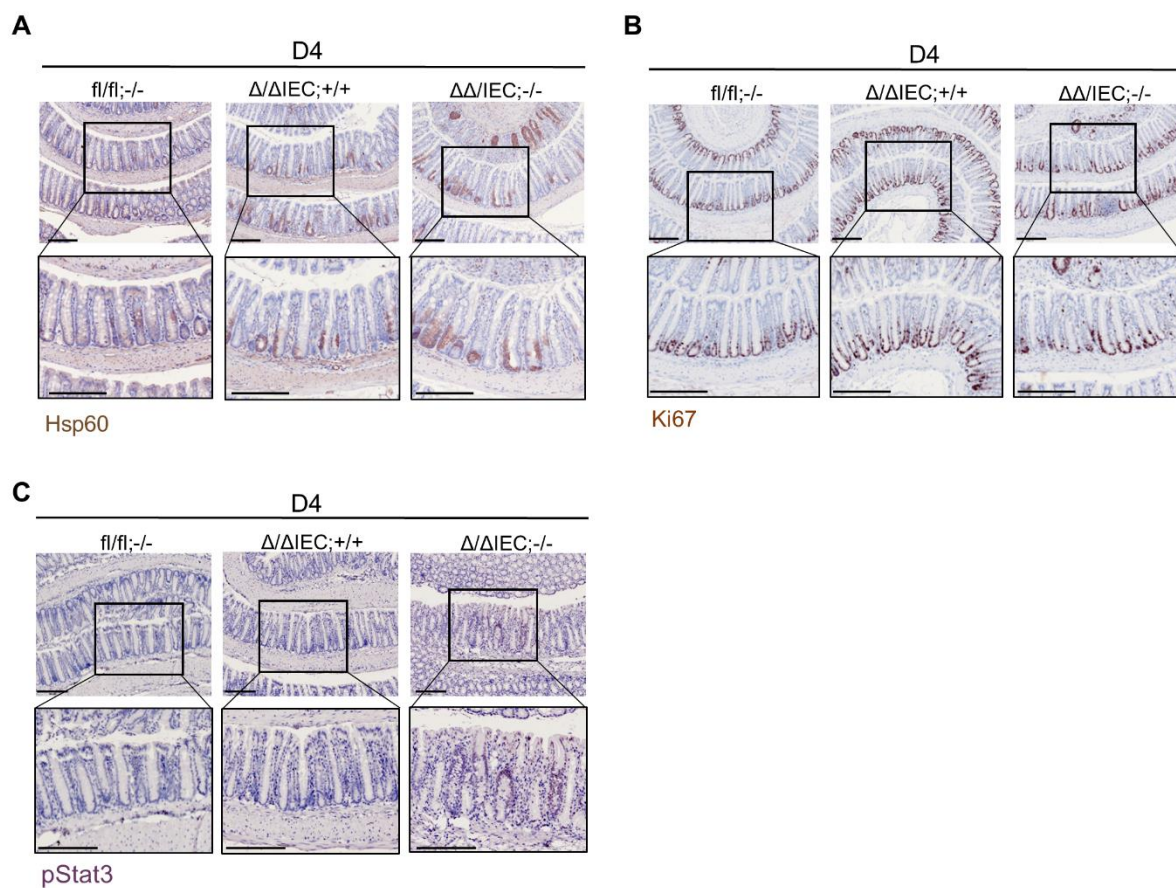 A
D4
fl/fl;-/-
Δ/ΔIEC;+/+
ΔΔ/IEC;-/-
Hsp60
B
D4
fl/fl;-/-
Δ/ΔIEC;+/+
ΔΔ/IEC;-/-
Ki67
C
D4
fl/fl;-/-
Δ/ΔIEC;+/+
Δ/ΔIEC;-/-
pStat3